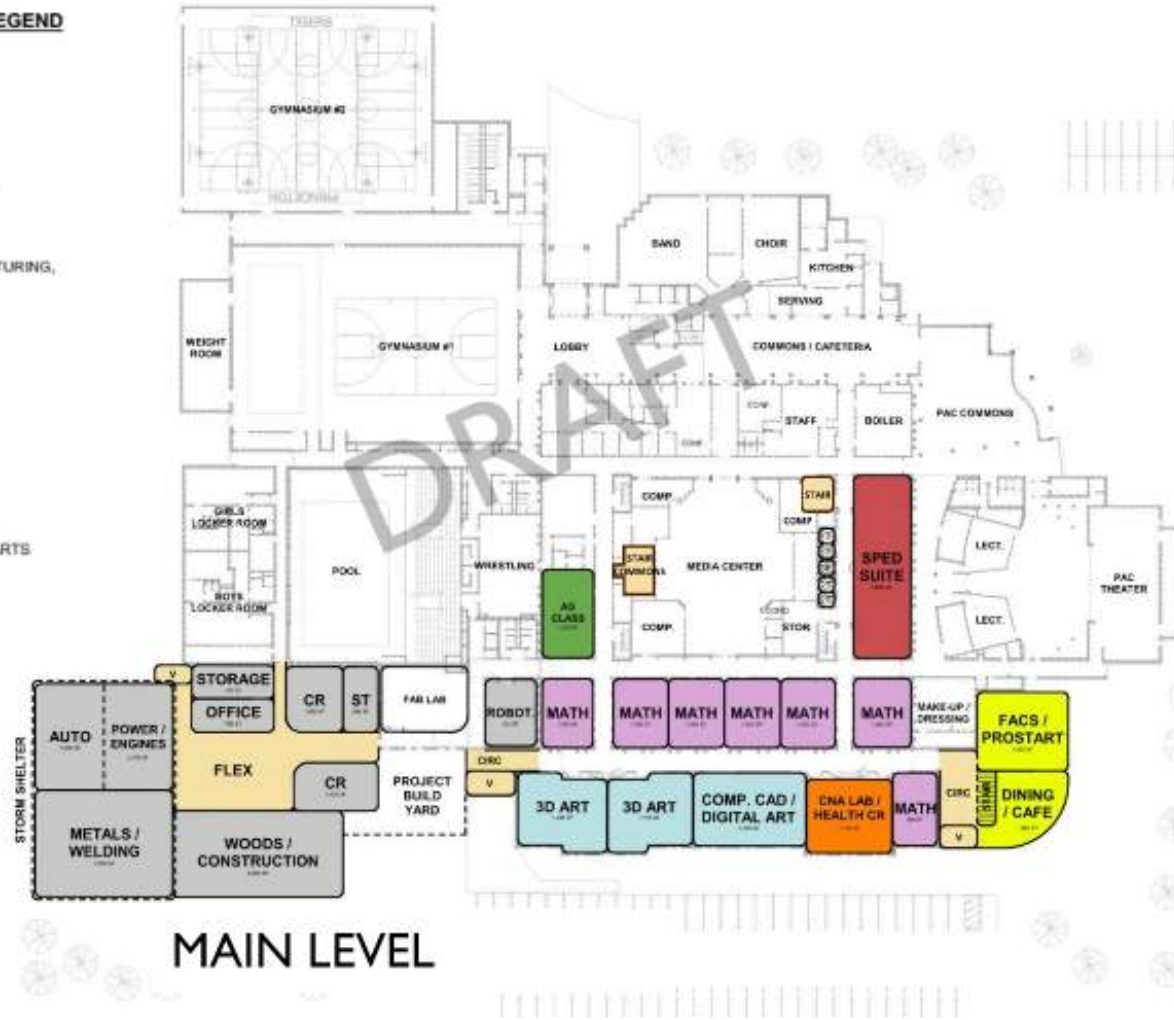 EGEND
TIGERS
GYMNASIUM #2
PRINCETON
TURING,
BAND
CHOIR
KITCHEN
SERVING
WEIGHT
ROOM
GYMNASIUM #1
LOBBY
COMMONS / CAFETERIA
CONF
STAFF
BOILER
PAC COMMONS
CONF
DRAFT
ARTS
GIRLS
LOCKER ROOM
BOYS
LOCKER ROOM
POOL
WRESTLING
AG
CLASS
COMP.
STAIR
COMMONS
COMP.
MEDIA CENTER
STAIR
COMP
STOR
SPED
SUITE
LECT.
LECT.
PAC
THEATER
V
STORAGE
OFFICE
CR
ST
FAB LAB
ROBOT.
MATH
MATH
MATH
MATH
MATH
MATH
MAKE-UP /
DRESSING
FACS /
PROSTART
STORM SHELTER
AUTO
POWER /
ENGINES
FLEX
CR
PROJECT
BUILD
YARD
CIRC
V
3D ART
3D ART
COMP. CAD /
DIGITAL ART
CNA LAB /
HEALTH CR
MATH
CIRC
V
DINING
/ CAFE
METALS /
WELDING
WOODS /
CONSTRUCTION
MAIN LEVEL